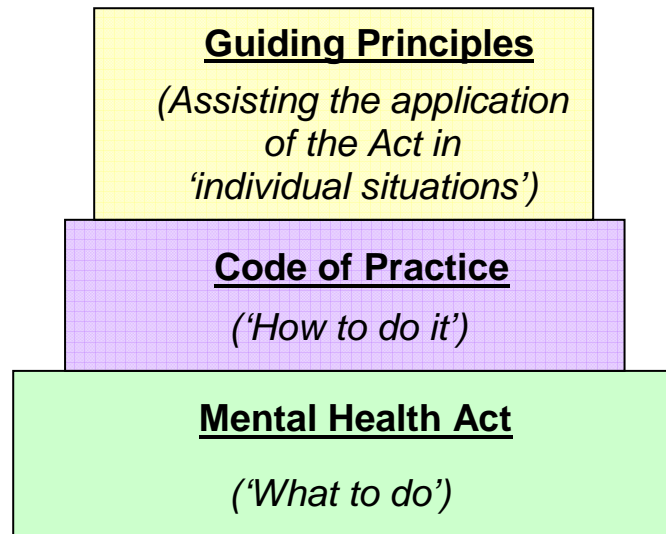 Guiding Principles
(Assisting the application
of the Act in
‘individual situations’)
Code of Practice
(‘How to do it’)
Mental Health Act
(‘What to do’)